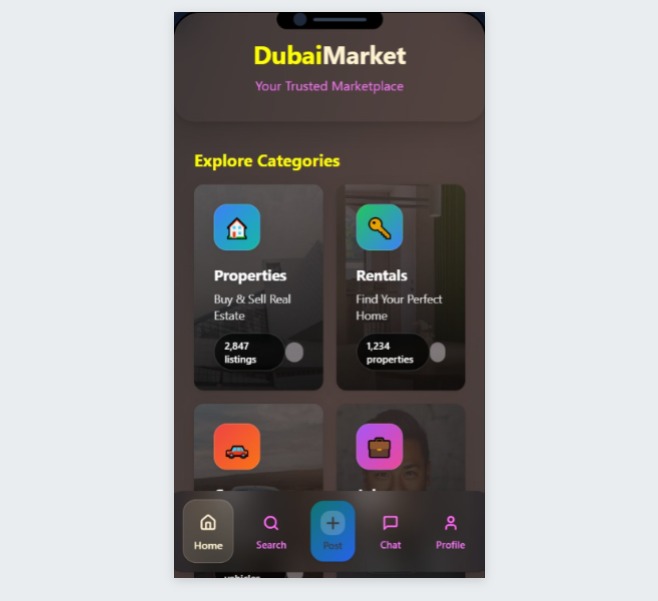 DubaiMarket
Your Trusted Marketplace
Explore Categories
Properties
Buy & Sell Real
Estate
2,847
listings
Rentals
Find Your Perfect
Home
1,234
properties
Home
Search
Post
Chat
Profile
vehicles